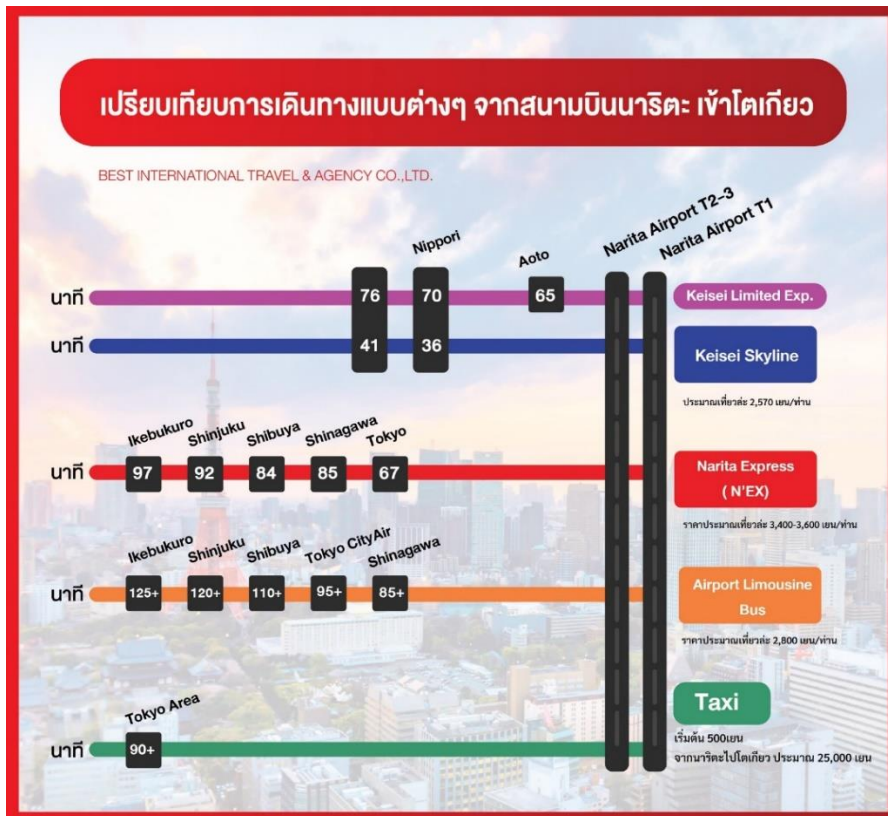 เปรียบเทียบการเดินทางแบบต่างๆ จากสนามบินนาริตะ เข้าโตเกียว
BEST INTERNATIONAL TRAVEL & AGENCY CO.,LTD.
Narita Airport T2-3
Narita Airport T1
Nippori
Aoto
นาที
76
70
65
Keisei Limited Exp.
นาที
41
36
Keisei Skyline
ประมาณเที่ยวล่ะ 2,570 เยน/ท่าน
Ikebukuro
Shinjuku
Shibuya
Shinagawa
Tokyo
นาที
97
92
84
85
67
Narita Express
( N'EX)
ราคาประมาณเที่ยวล่ะ 3,400-3,600 เยน/ท่าน
Ikebukuro
Shinjuku
Shibuya
Tokyo CityAir
Shinagawa
นาที
125+
120+
110+
95+
85+
Airport Limousine
Bus
ราคาประมาณเที่ยวล่ะ 2,800 เยน/ท่าน
Tokyo Area
นาที
90+
Taxi
เริ่มต้น 500เยน
จากนาริตะไปโตเกียว ประมาณ 25,000 เยน